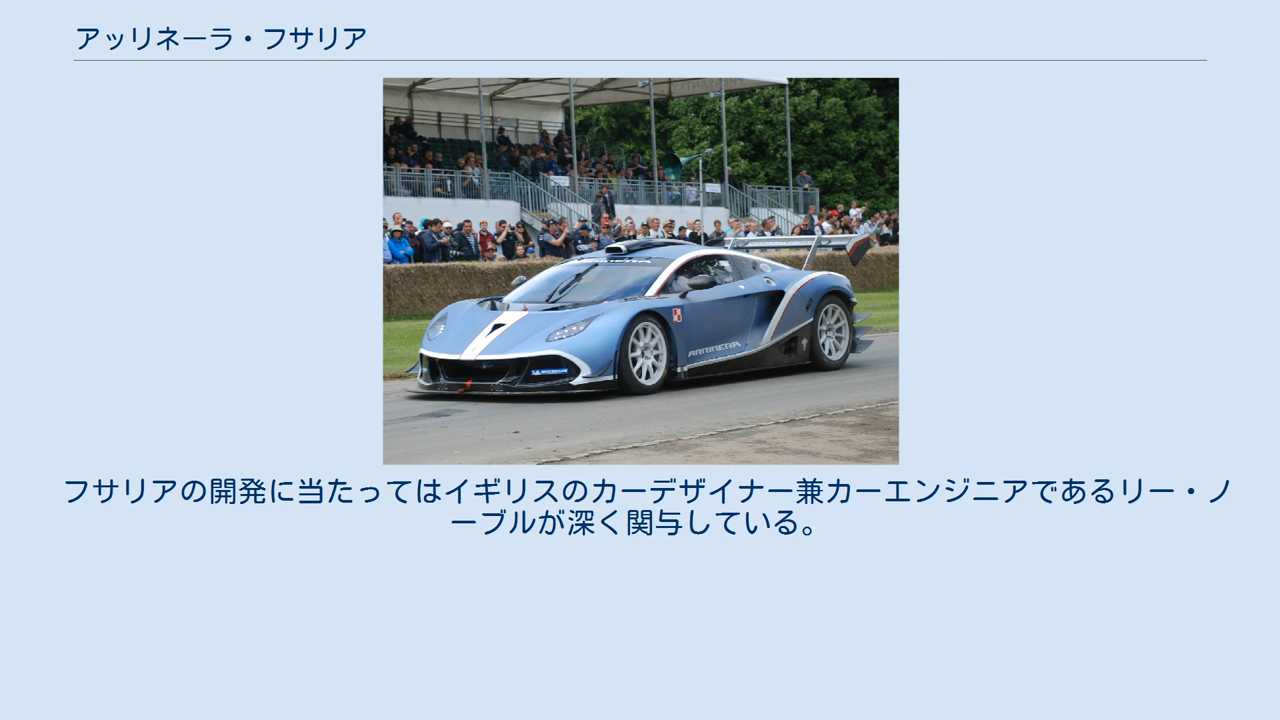 アッリネーラ・フサリア
ARRINERA
フサリアの開発に当たってはイギリスのカーデザイナー兼カーエンジニアであるリー・ノ
ーブルが深く関与している。